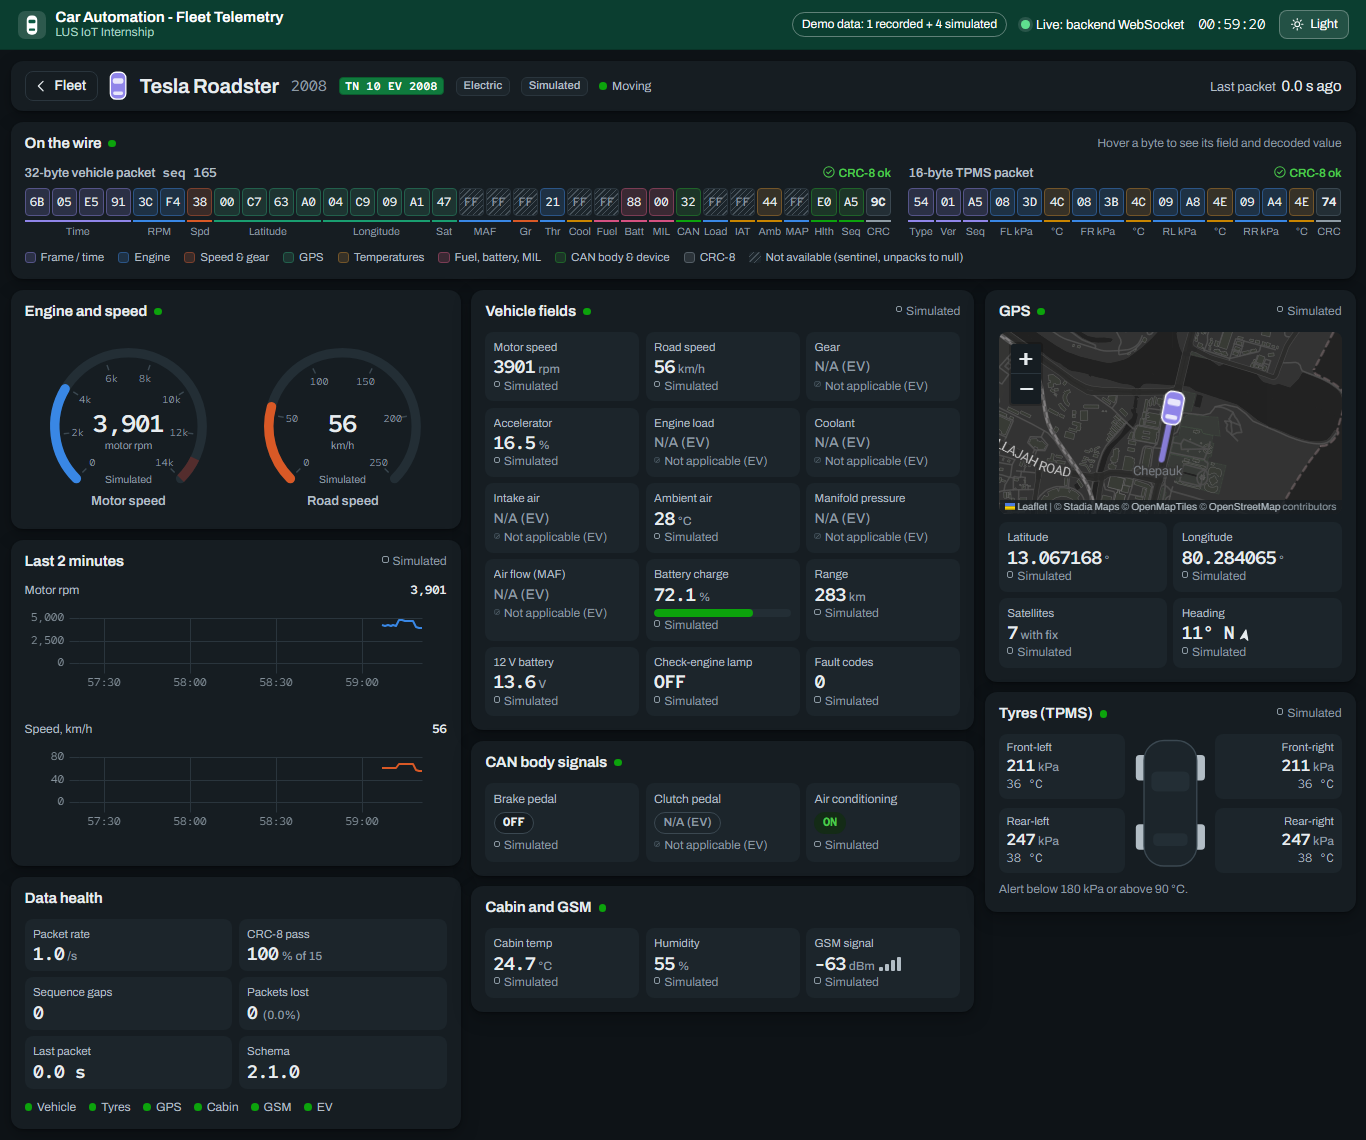 Car Automation - Fleet Telemetry
LUS IoT Internship
Demo data: 1 recorded + 4 simulated
Live: backend WebSocket
00:59:20
Light
Fleet
Tesla Roadster
2008
TN 10 EV 2008
Electric
Simulated
Moving
Last packet 0.0 s ago
On the wire
Hover a byte to see its field and decoded value
32-byte vehicle packet seq 165
CRC-8 ok
6B 05 E5 91 3C F4 38 00 C7 63 A0 04 C9 09 A1 47 FF FF FF 21 FF FF 88 00 32 FF FF 44 FF E0 A5 9C
Time RPM Spd Latitude Longitude Sat MAF Gr Thr Cool Fuel Batt MIL CAN Load IAT Amb MAP Hlth Seq CRC
16-byte TPMS packet
CRC-8 ok
54 01 A5 08 3D 4C 08 3B 4C 09 A8 4E 09 A4 4E 74
Type Ver Seq FL kPa °C FR kPa °C RL kPa °C RR kPa °C CRC
Frame / time
Engine
Speed & gear
GPS
Temperatures
Fuel, battery, MIL
CAN body & device
CRC-8
Not available (sentinel, unpacks to null)
Engine and speed
0
2k
4k
6k
8k
10k
12k
14k
3,901
motor rpm
Simulated
Motor speed
0
50
100
150
200
250
56
km/h
Simulated
Road speed
Last 2 minutes
Simulated
Motor rpm
3,901
5,000
2,500
0
57:30 58:00 58:30 59:00
Speed, km/h
56
80
40
0
57:30 58:00 58:30 59:00
Data health
Packet rate
1.0 /s
CRC-8 pass
100 % of 15
Sequence gaps
0
Packets lost
0 (0.0%)
Last packet
0.0 s
Schema
2.1.0
Vehicle
Tyres
GPS
Cabin
GSM
EV
Vehicle fields
Simulated
Motor speed
3901 rpm
Simulated
Road speed
56 km/h
Simulated
Gear
N/A (EV)
Not applicable (EV)
Accelerator
16.5 %
Simulated
Engine load
N/A (EV)
Not applicable (EV)
Coolant
N/A (EV)
Not applicable (EV)
Intake air
N/A (EV)
Not applicable (EV)
Ambient air
28 °C
Simulated
Manifold pressure
N/A (EV)
Not applicable (EV)
Air flow (MAF)
N/A (EV)
Not applicable (EV)
Battery charge
72.1 %
Simulated
Range
283 km
Simulated
12 V battery
13.6 V
Simulated
Check-engine lamp
OFF
Simulated
Fault codes
0
Simulated
CAN body signals
Brake pedal
OFF
Simulated
Clutch pedal
N/A (EV)
Not applicable (EV)
Air conditioning
ON
Simulated
Cabin and GSM
Cabin temp
24.7 °C
Simulated
Humidity
55 %
Simulated
GSM signal
-63 dBm
Simulated
GPS
Simulated
+
−
LLAJAH ROAD
Chepauk
Leaflet | © Stadia Maps © OpenMapTiles © OpenStreetMap contributors
Latitude
13.067168 °
Simulated
Longitude
80.284065 °
Simulated
Satellites
7 with fix
Simulated
Heading
11° N
Simulated
Tyres (TPMS)
Simulated
Front-left
211 kPa
36 °C
Front-right
211 kPa
36 °C
Rear-left
247 kPa
38 °C
Rear-right
247 kPa
38 °C
Alert below 180 kPa or above 90 °C.